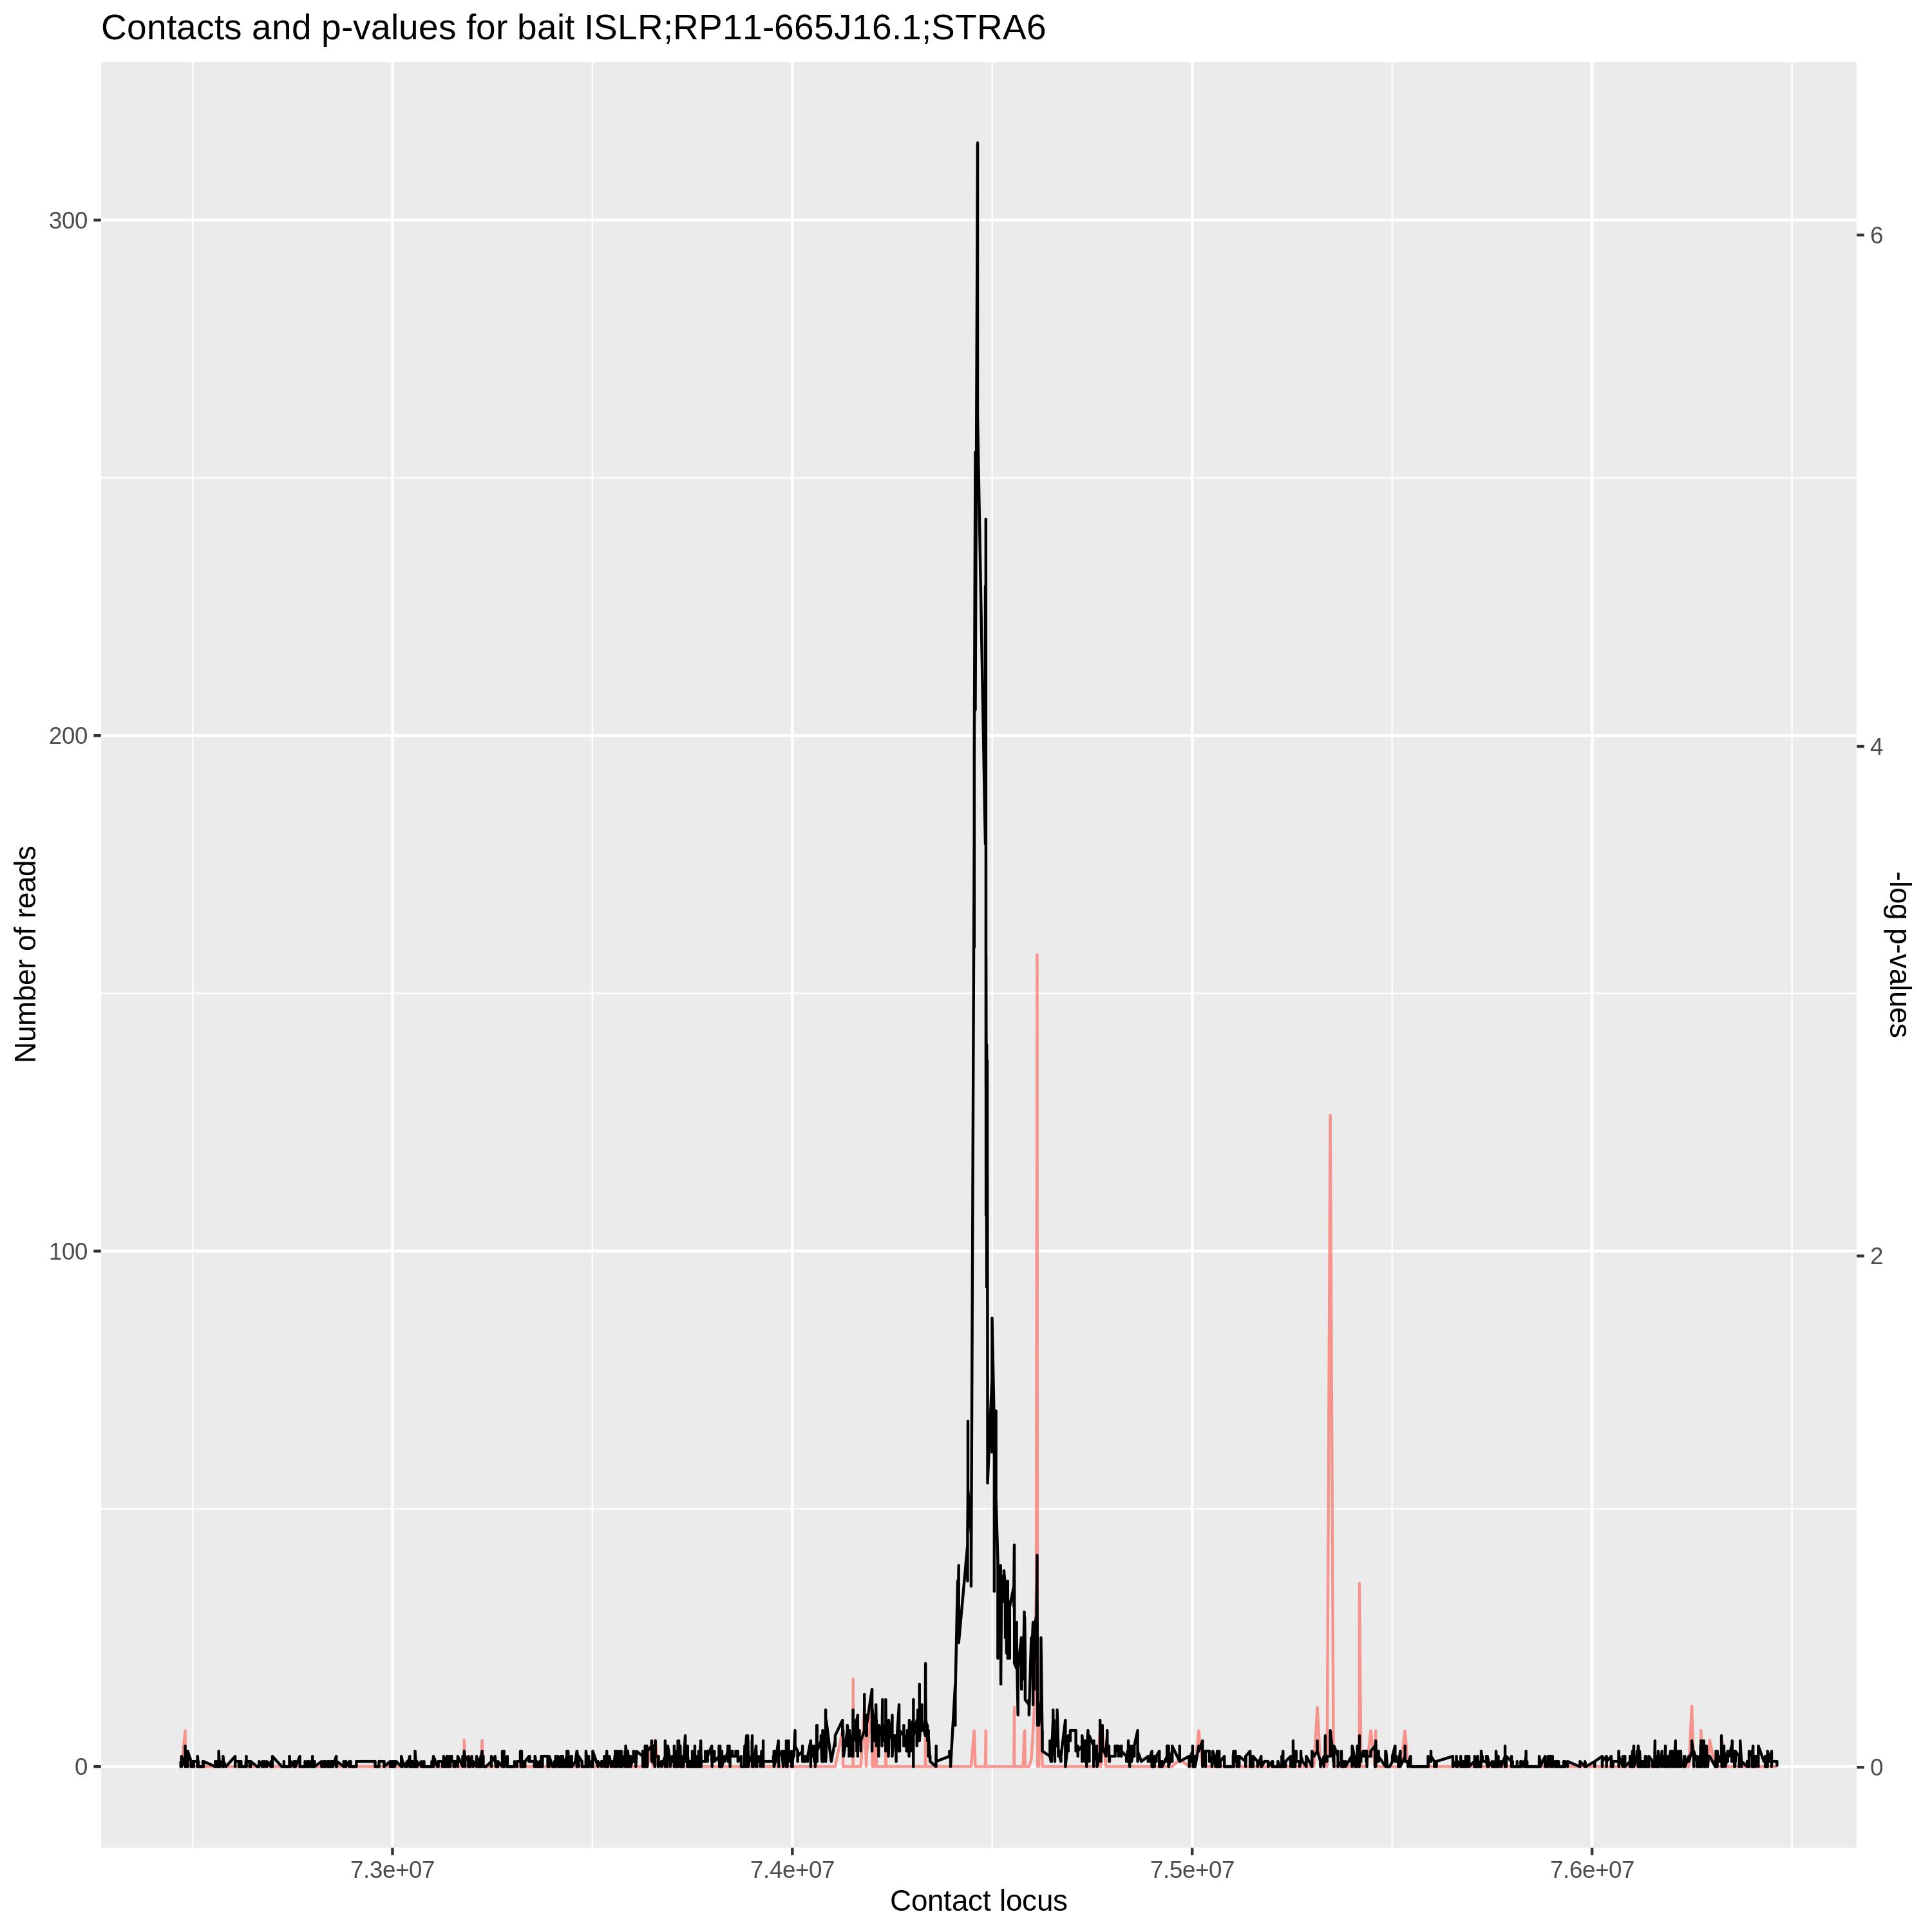 Contacts and p-values for bait ISLR;RP11-665J16.1;STRA6
300
200
100
0
6
4
2
0
Number of reads
-log p-values
7.3e+07 7.4e+07 7.5e+07 7.6e+07
Contact locus